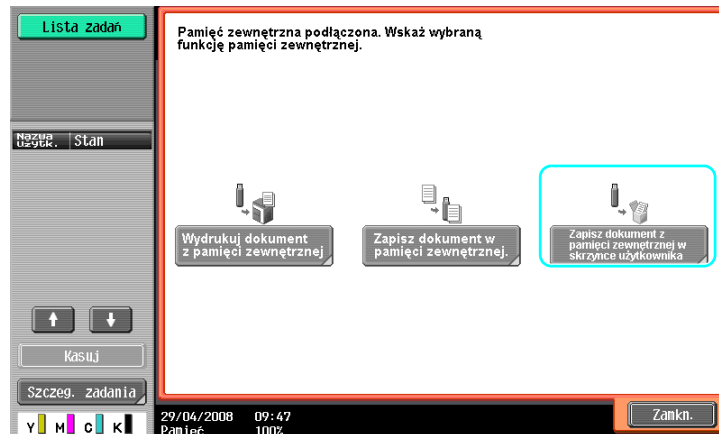 Lista zadań
Pamięć zewnętrzna podłączona. Wskaż wybraną
funkcję pamięci zewnętrznej.
Nazwa
Użytk.
Stan
Wydrukuj dokument
z pamięci zewnętrznej
Zapisz dokument w
pamięci zewnętrznej.
Zapisz dokument z
pamięci zewnętrznej w
skrzynce użytkownika
Kasuj
Szczeg. zadania
Y M C K
29/04/2008 09:47
Pamięć 100%
Zamkn.